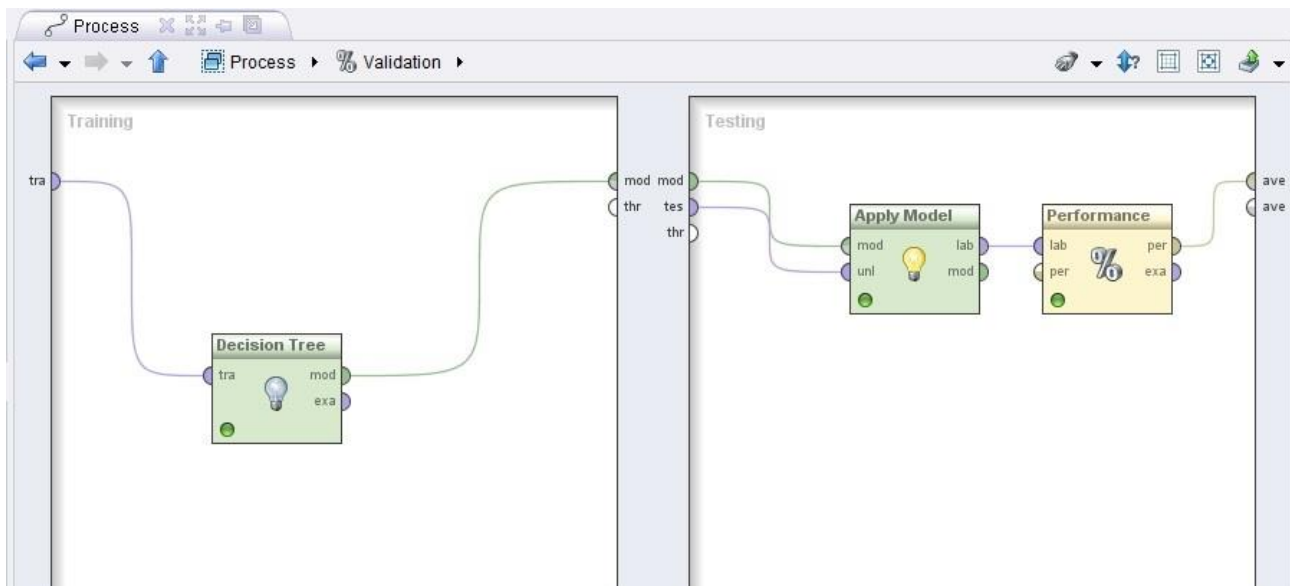 Process
Process ▸ Validation ▸
Training
tra
mod
thr
Decision Tree
tra mod
exa
Testing
mod
tes
thr
Apply Model
mod lab
unl mod
Performance
lab per
per exa
%
ave
ave